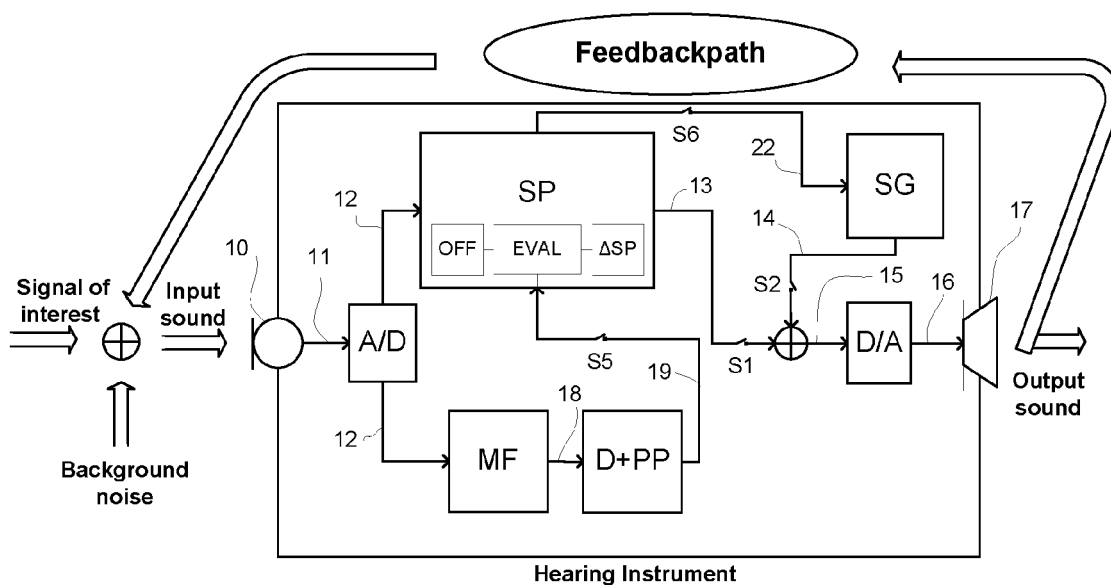 Feedbackpath
S6
22
SG
SP
13
12
OFF
EVAL
ΔSP
14
17
10
Signal of
interest
Input
sound
11
A/D
S2
15
16
D/A
S1
S5
19
Output
sound
12
18
MF
D+PP
Background
noise
Hearing Instrument